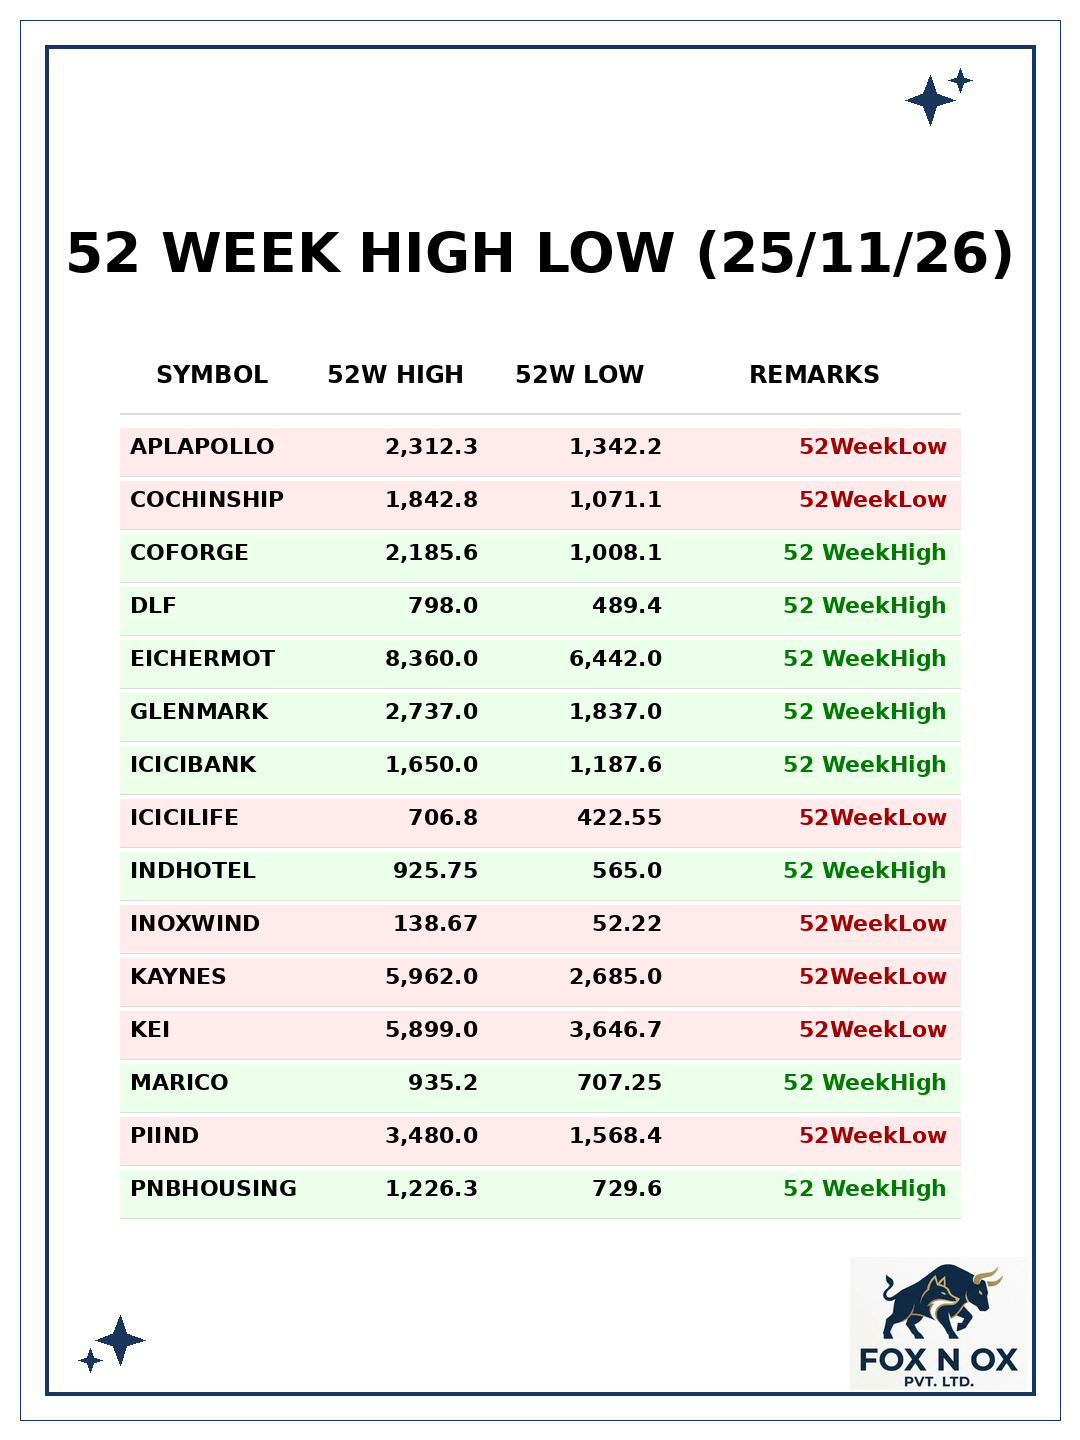 52 WEEK HIGH LOW (25/11/26)
SYMBOL 52W HIGH 52W LOW REMARKS
APLAPOLLO 2,312.3 1,342.2 52WeekLow
COCHINSHIP 1,842.8 1,071.1 52WeekLow
COFORGE 2,185.6 1,008.1 52 WeekHigh
DLF 798.0 489.4 52 WeekHigh
EICHERMOT 8,360.0 6,442.0 52 WeekHigh
GLENMARK 2,737.0 1,837.0 52 WeekHigh
ICICIBANK 1,650.0 1,187.6 52 WeekHigh
ICICILIFE 706.8 422.55 52WeekLow
INDHOTEL 925.75 565.0 52 WeekHigh
INOXWIND 138.67 52.22 52WeekLow
KAYNES 5,962.0 2,685.0 52WeekLow
KEI 5,899.0 3,646.7 52WeekLow
MARICO 935.2 707.25 52 WeekHigh
PIIND 3,480.0 1,568.4 52WeekLow
PNBHOUSING 1,226.3 729.6 52 WeekHigh
FOX N OX
PVT. LTD.